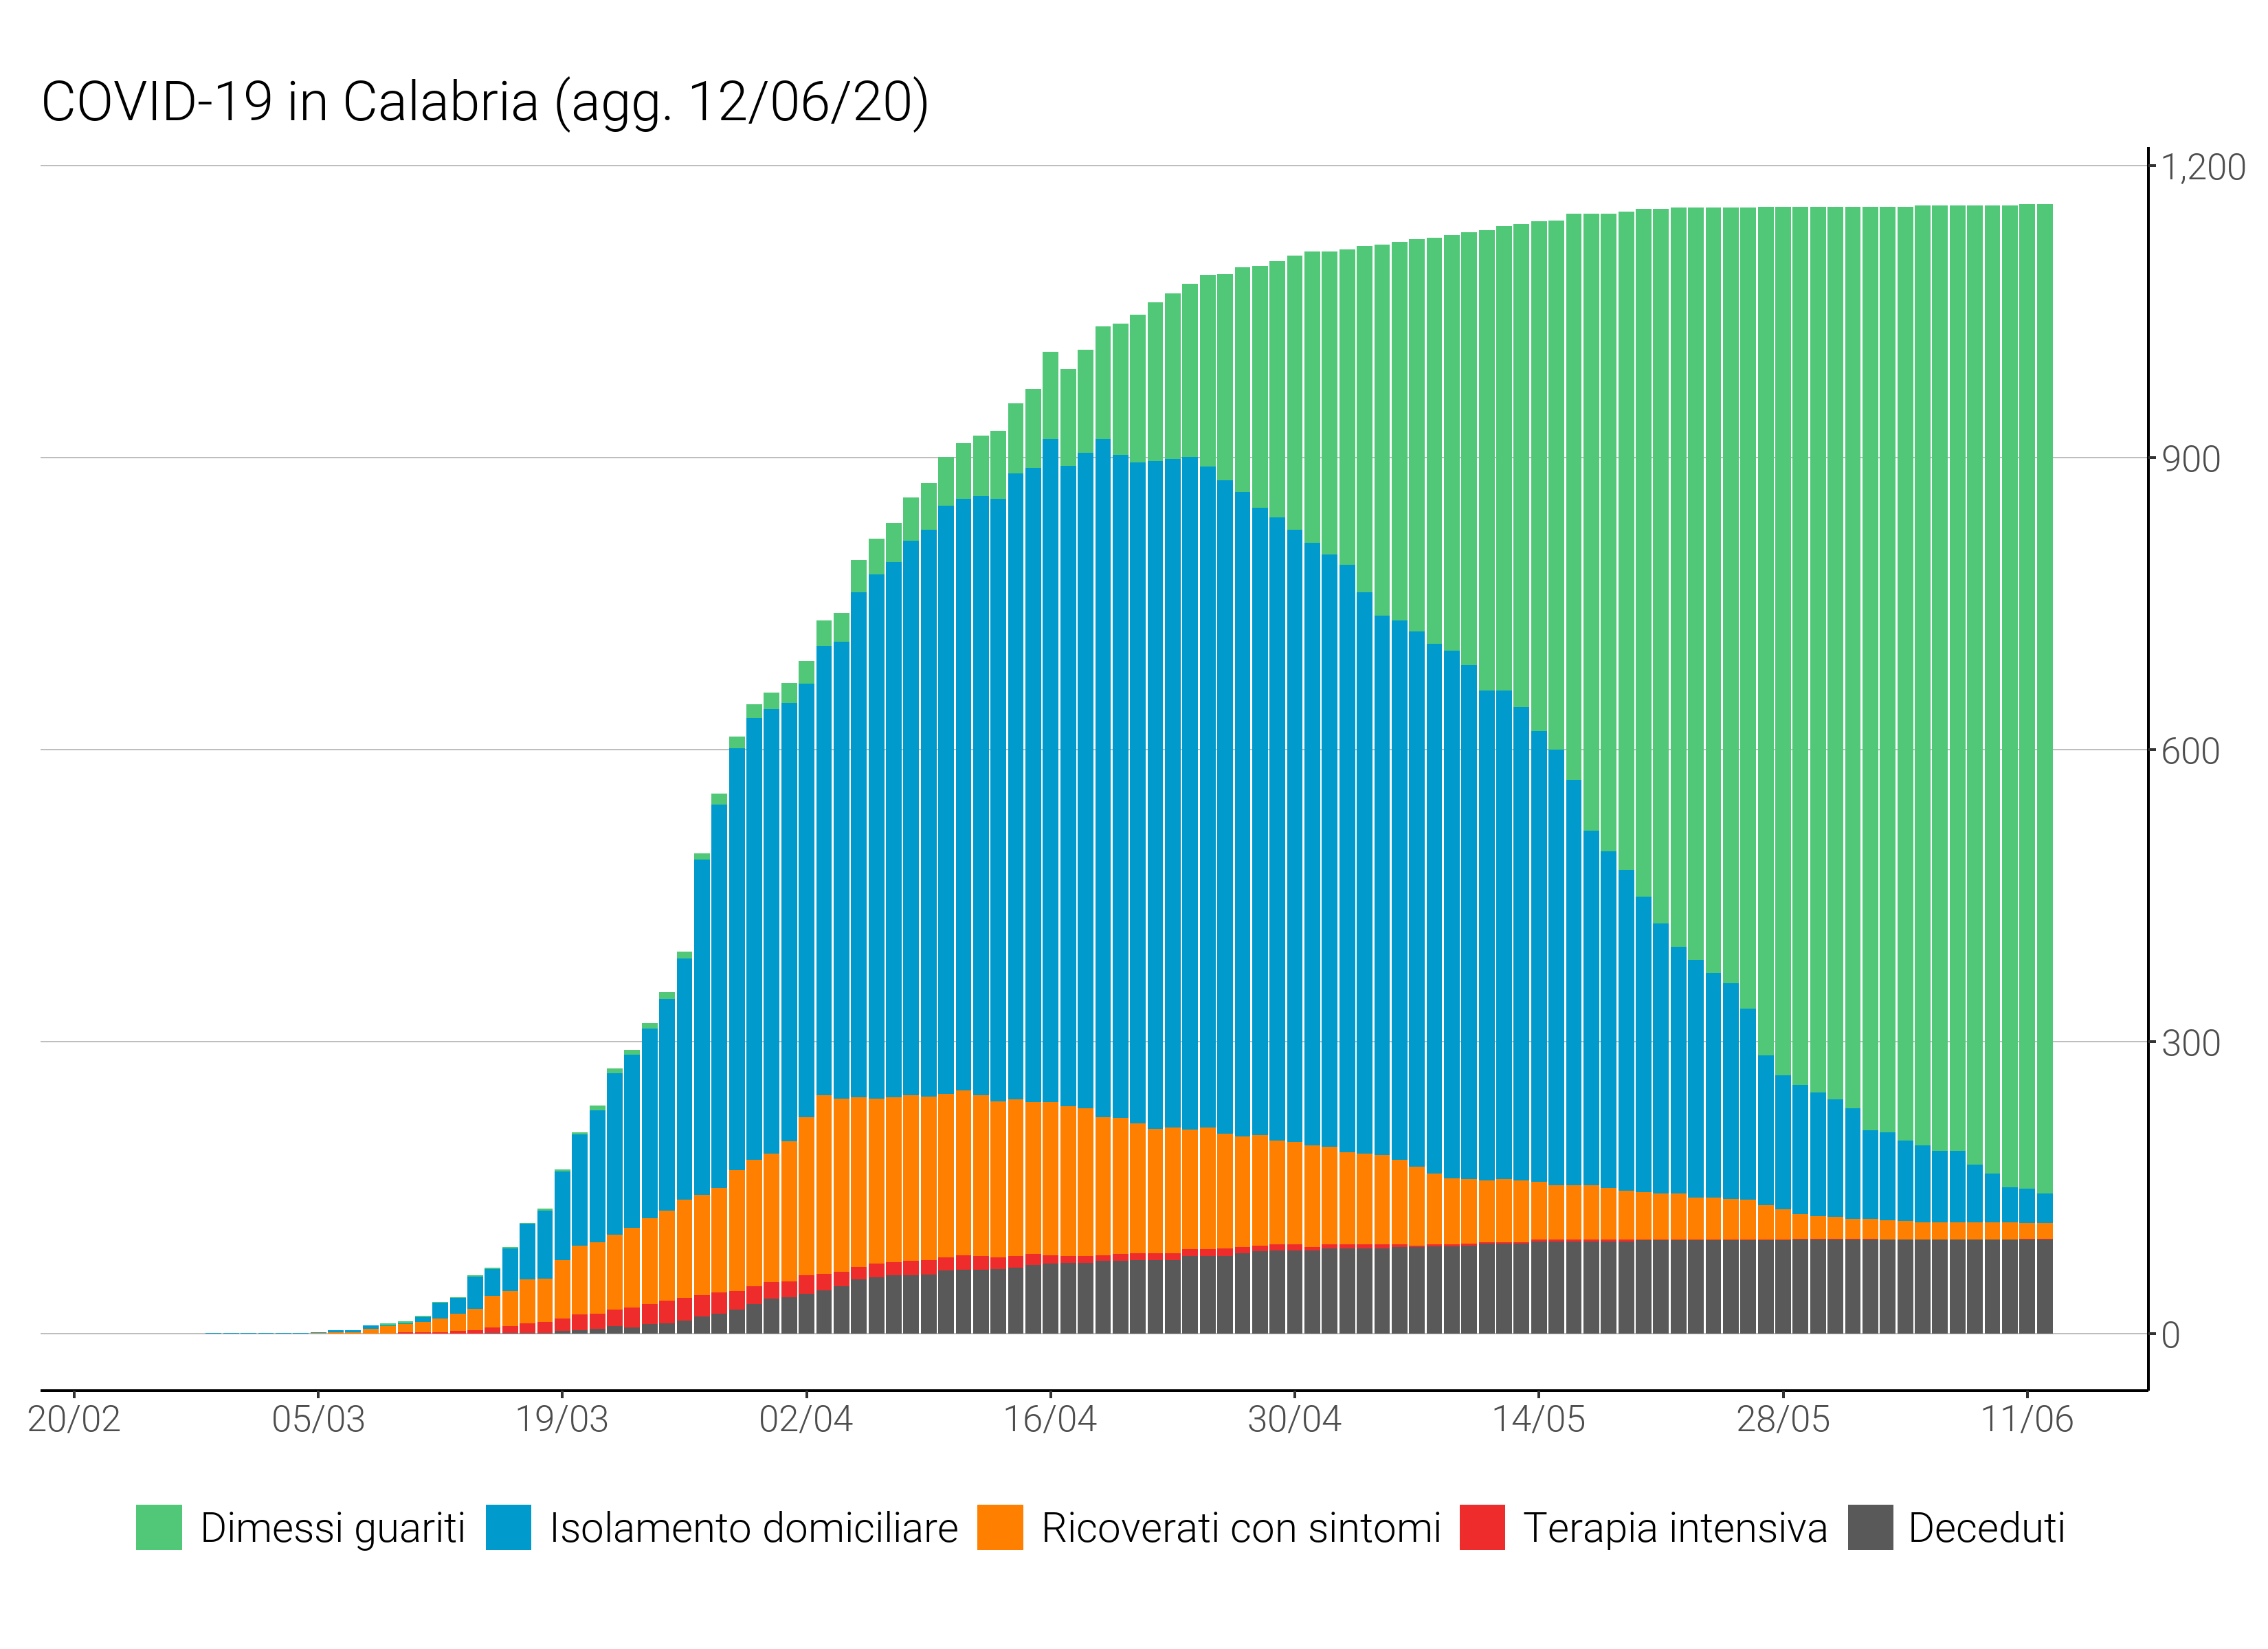 COVID-19 in Calabria (agg. 12/06/20)
1,200
900
600
300
0
20/02 05/03 19/03 02/04 16/04 30/04 14/05 28/05 11/06
Dimessi guariti Isolamento domiciliare Ricoverati con sintomi Terapia intensiva Deceduti